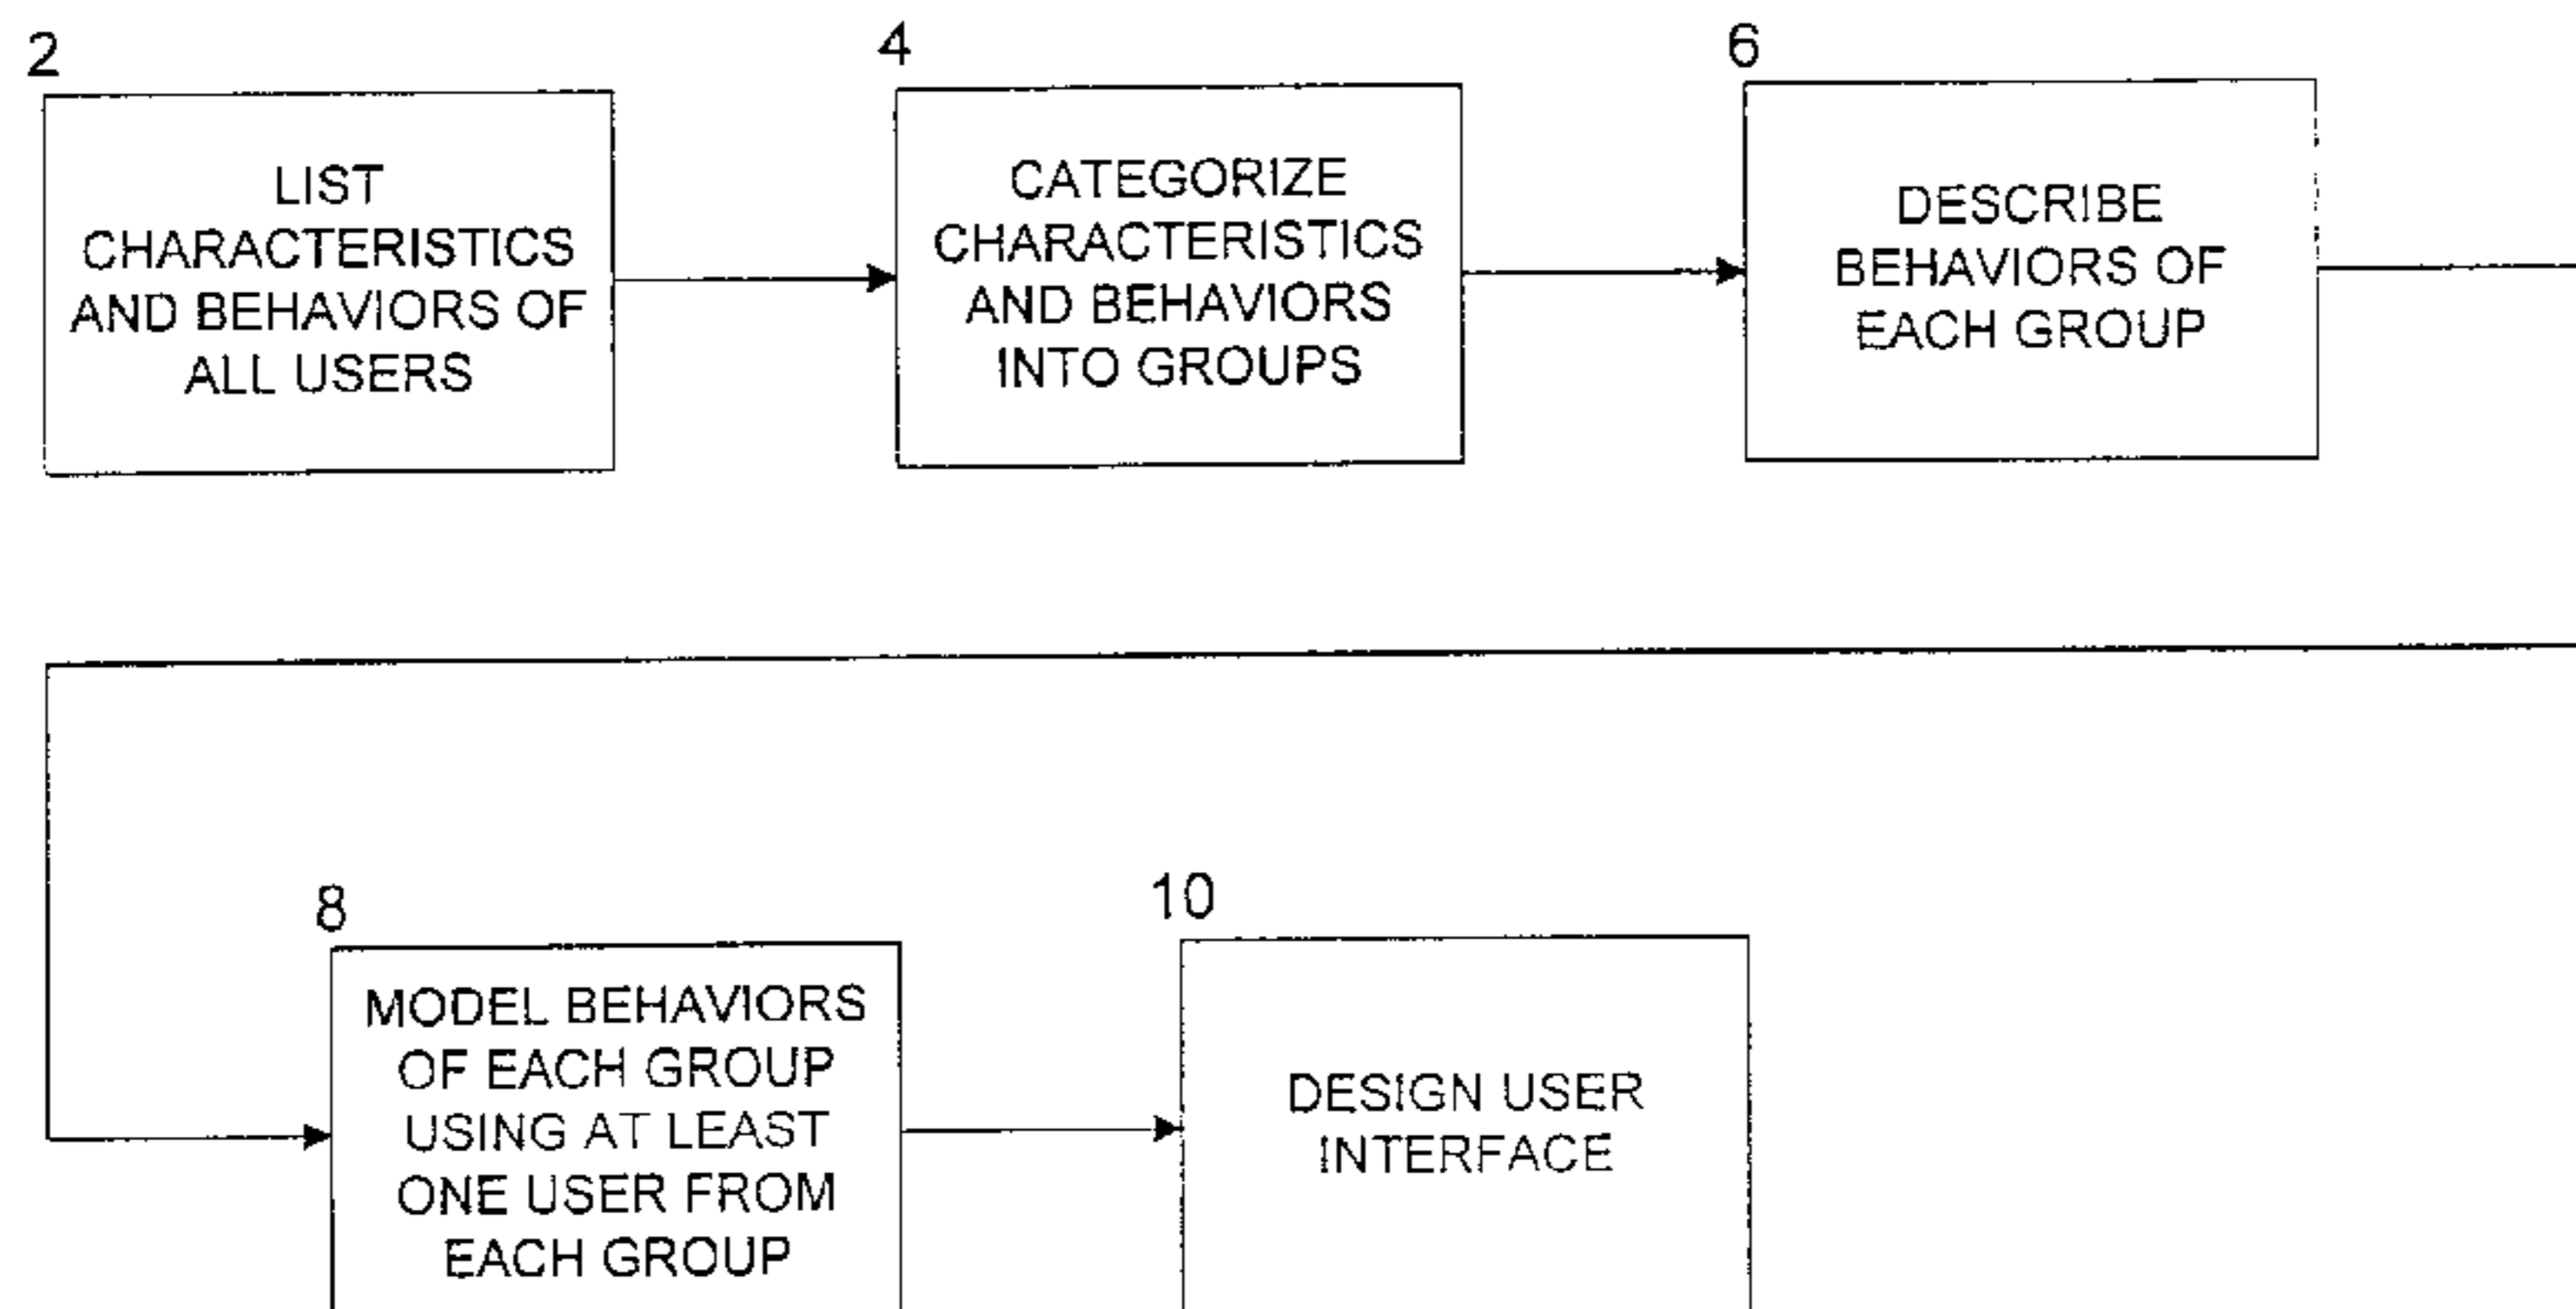 2
LIST
CHARACTERISTICS
AND BEHAVIORS OF
ALL USERS
4
CATEGORIZE
CHARACTERISTICS
AND BEHAVIORS
INTO GROUPS
6
DESCRIBE
BEHAVIORS OF
EACH GROUP
8
MODEL BEHAVIORS
OF EACH GROUP
USING AT LEAST
ONE USER FROM
EACH GROUP
10
DESIGN USER
INTERFACE